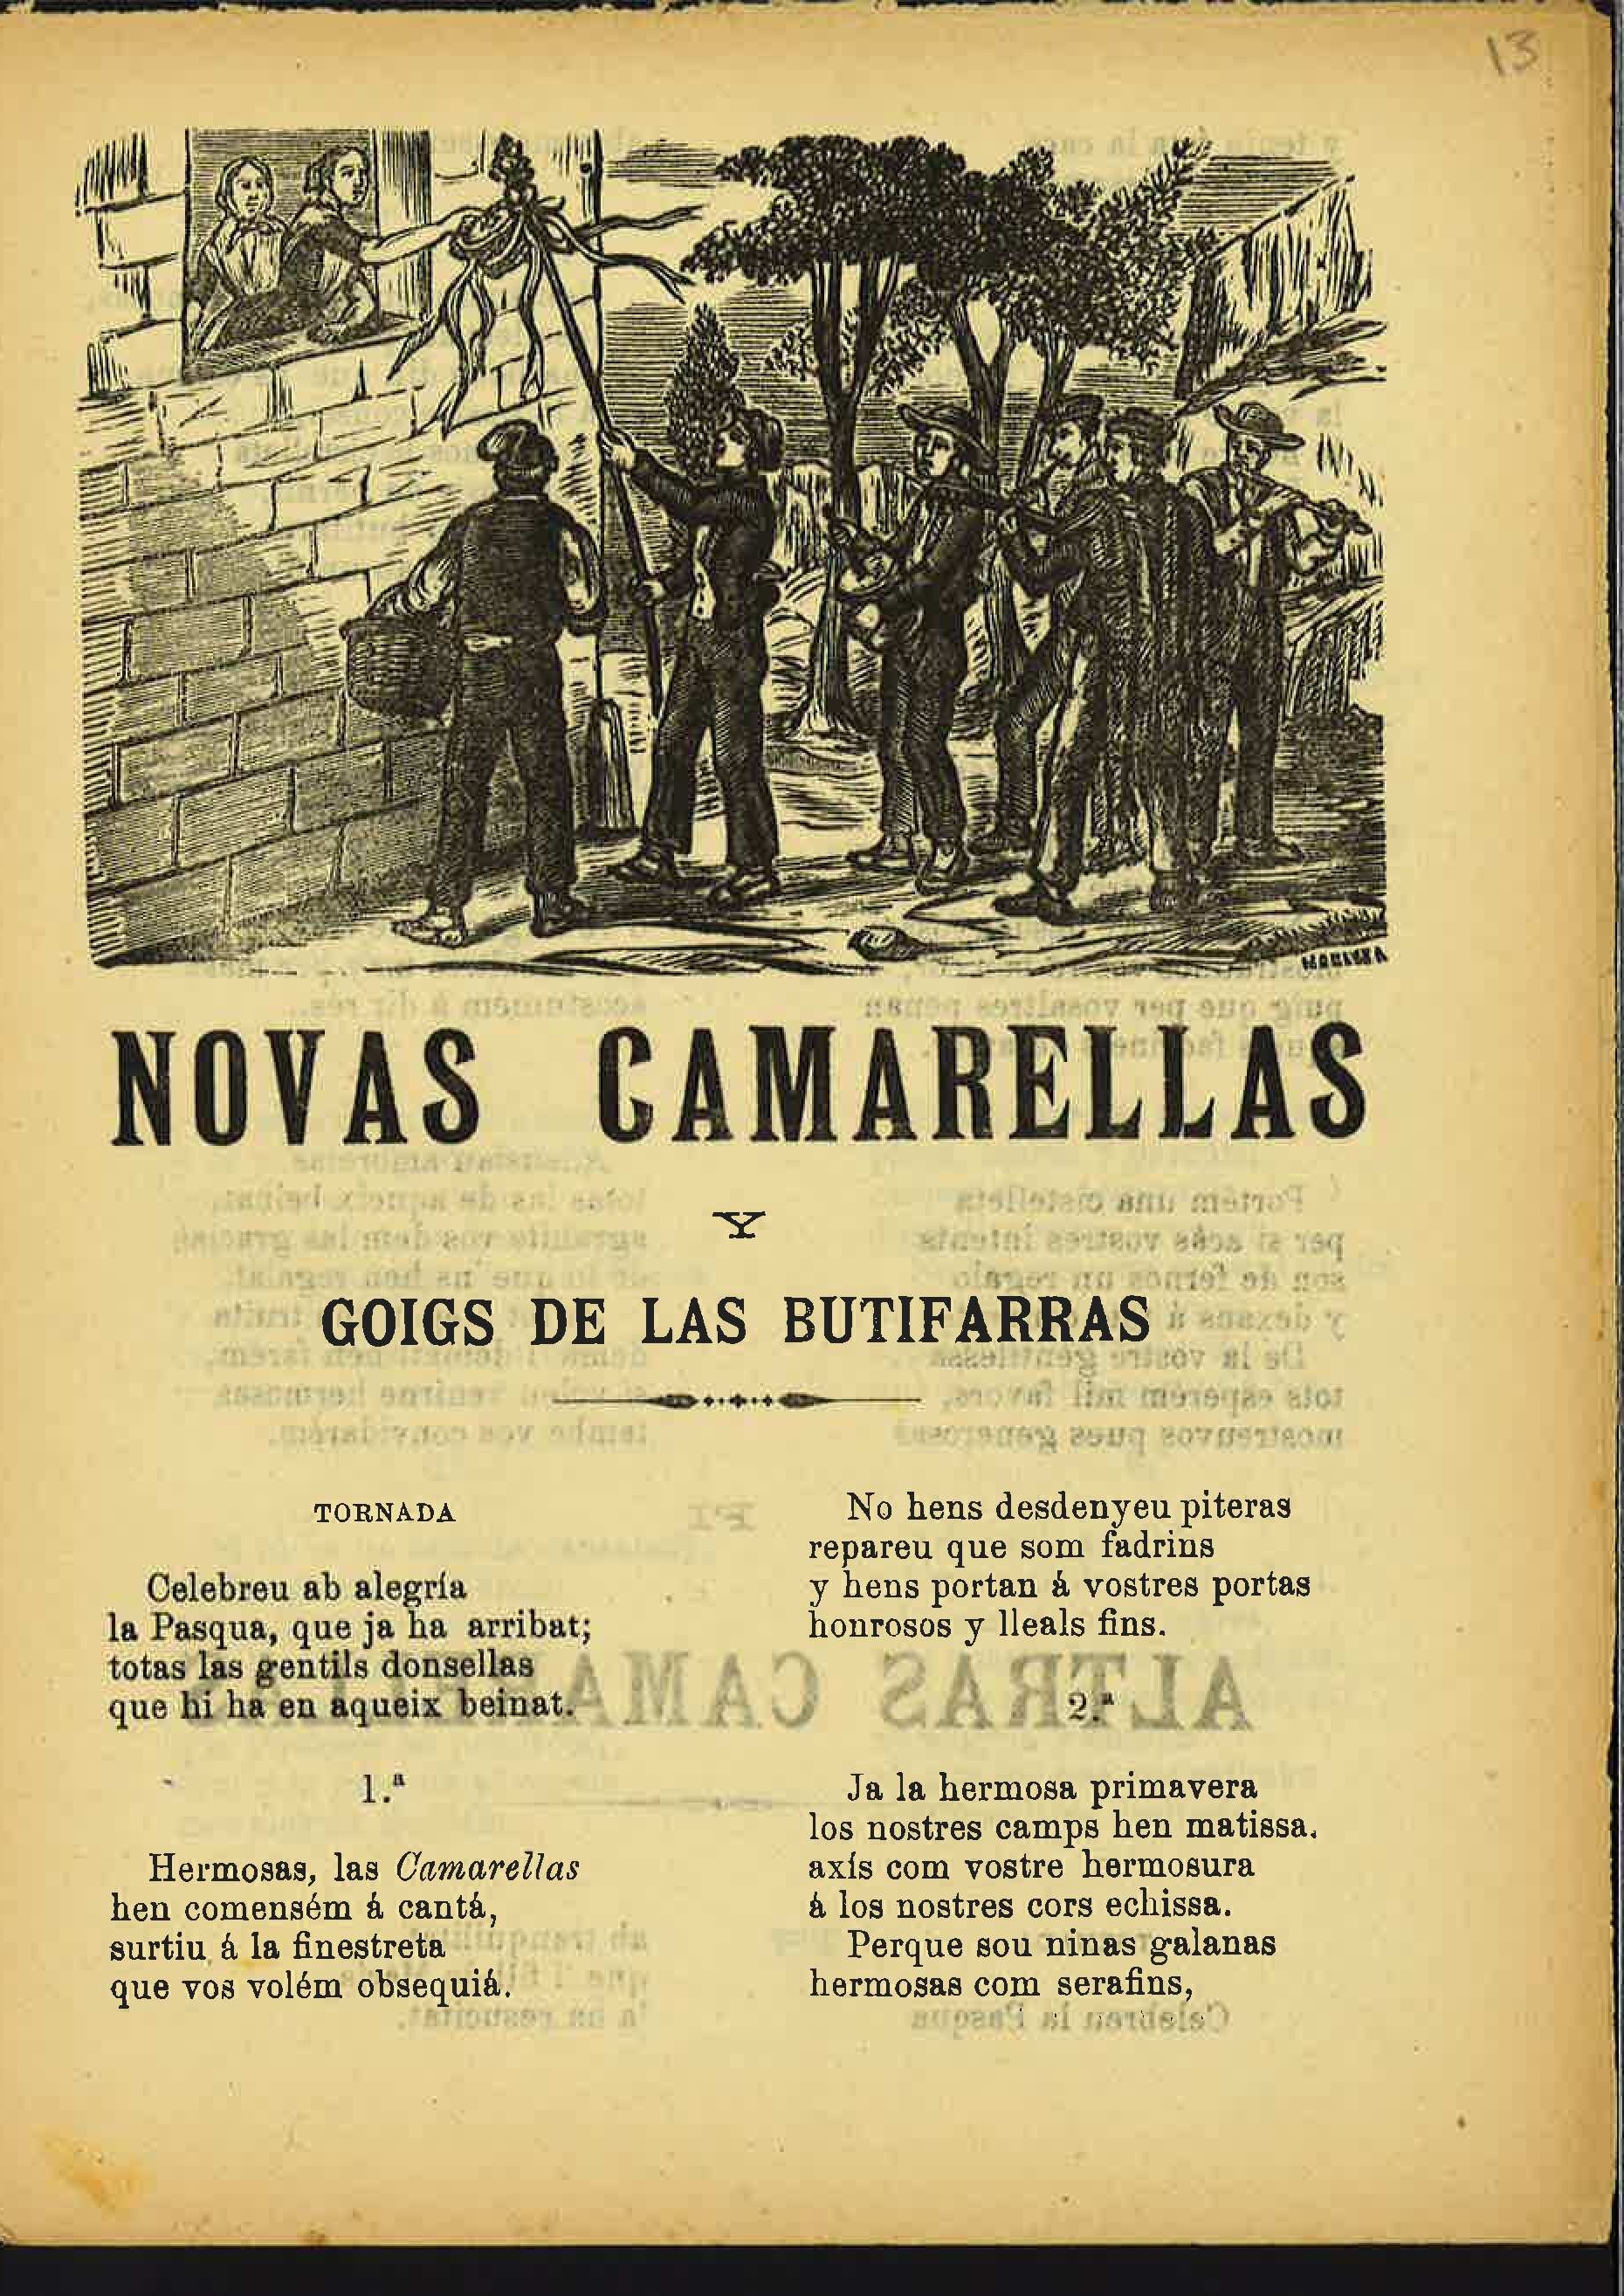 13
NOVAS CAMARELLAS
Y
GOIGS DE LAS BUTIFARRAS
TORNADA
Celebreu ab alegría
la Pasqua, que ja ha arribat;
totas las gentils donsellas
que hi ha en aqueix beinat.
1.ª
Hermosas, las Camarellas
hen comensém á cantá,
surtiu á la finestreta
que vos volém obsequiá.
No hens desdenyeu piteras
repareu que som fadrins
y hens portan á vostres portas
honrosos y lleals fins.
2.ª
Ja la hermosa primavera
los nostres camps hen matissa.
axís com vostre hermosura
á los nostres cors echissa.
Perque sou ninas galanas
hermosas com serafins,